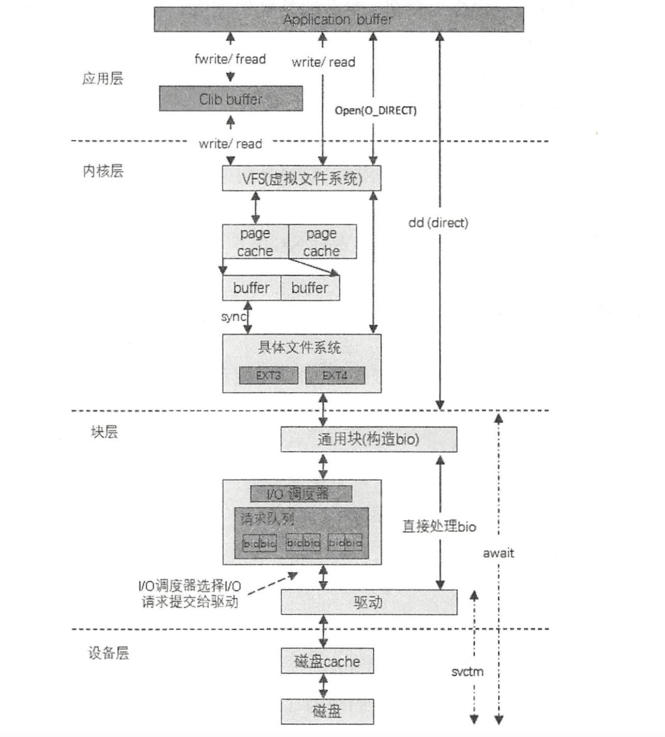 Application buffer
fwrite/ fread
write/ read
应用层
Clib buffer
Open(O_DIRECT)
write/ read
内核层
VFS(虚拟文件系统)
page cache
page cache
dd (direct)
buffer
buffer
sync
具体文件系统
EXT3
EXT4
块层
通用块(构造bio)
I/O 调度器
请求队列
bio
bio
bio
bio
bio
bio
直接处理bio
await
I/O调度器选择I/O
请求提交给驱动
驱动
设备层
磁盘cache
svctm
磁盘